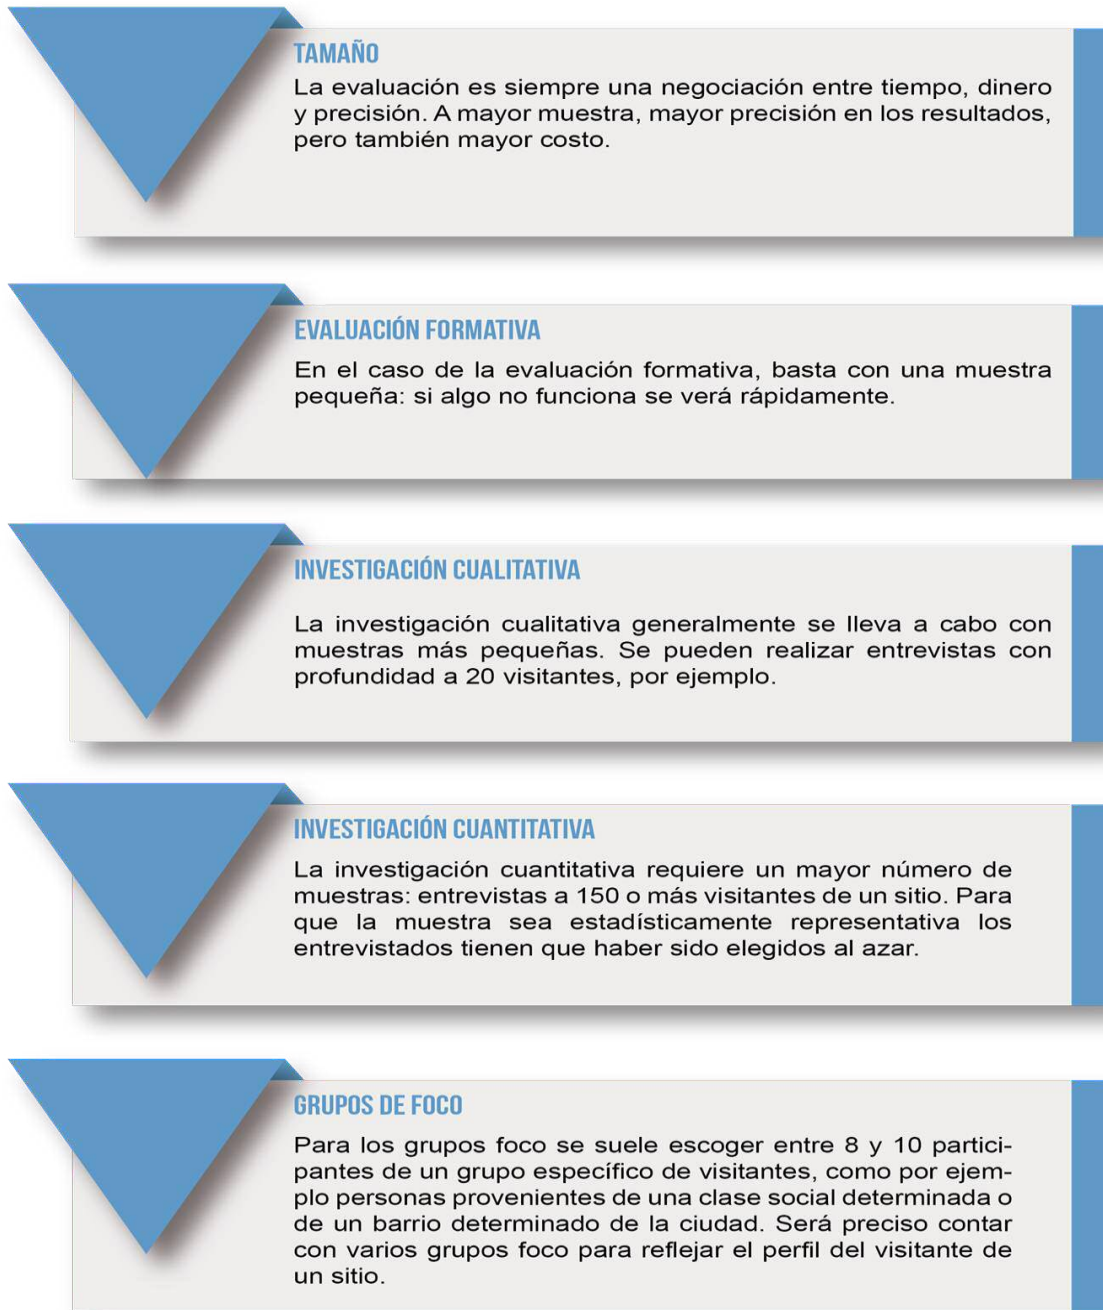 TAMAÑO
La evaluación es siempre una negociación entre tiempo, dinero
y precisión. A mayor muestra, mayor precisión en los resultados,
pero también mayor costo.
EVALUACIÓN FORMATIVA
En el caso de la evaluación formativa, basta con una muestra
pequeña: si algo no funciona se verá rápidamente.
INVESTIGACIÓN CUALITATIVA
La investigación cualitativa generalmente se lleva a cabo con
muestras más pequeñas. Se pueden realizar entrevistas con
profundidad a 20 visitantes, por ejemplo.
INVESTIGACIÓN CUANTITATIVA
La investigación cuantitativa requiere un mayor número de
muestras: entrevistas a 150 o más visitantes de un sitio. Para
que la muestra sea estadísticamente representativa los
entrevistados tienen que haber sido elegidos al azar.
GRUPOS DE FOCO
Para los grupos foco se suele escoger entre 8 y 10 partici-
pantes de un grupo específico de visitantes, como por ejem-
plo personas provenientes de una clase social determinada o
de un barrio determinado de la ciudad. Será preciso contar
con varios grupos foco para reflejar el perfil del visitante de
un sitio.